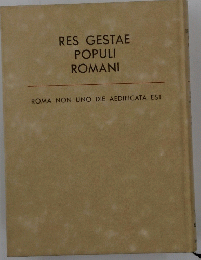 RES GESTAE
POPULI
ROMANI
ROMA NON UNO DIE AEDIFICATA EST